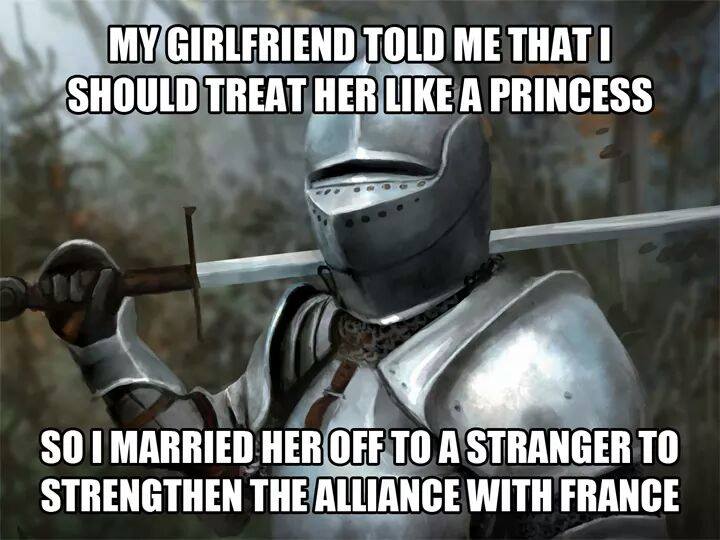 MY GIRLFRIEND TOLD ME THAT I
SHOULD TREAT HER LIKE A PRINCESS
SO I MARRIED HER OFF TO A STRANGER TO
STRENGTHEN THE ALLIANCE WITH FRANCE